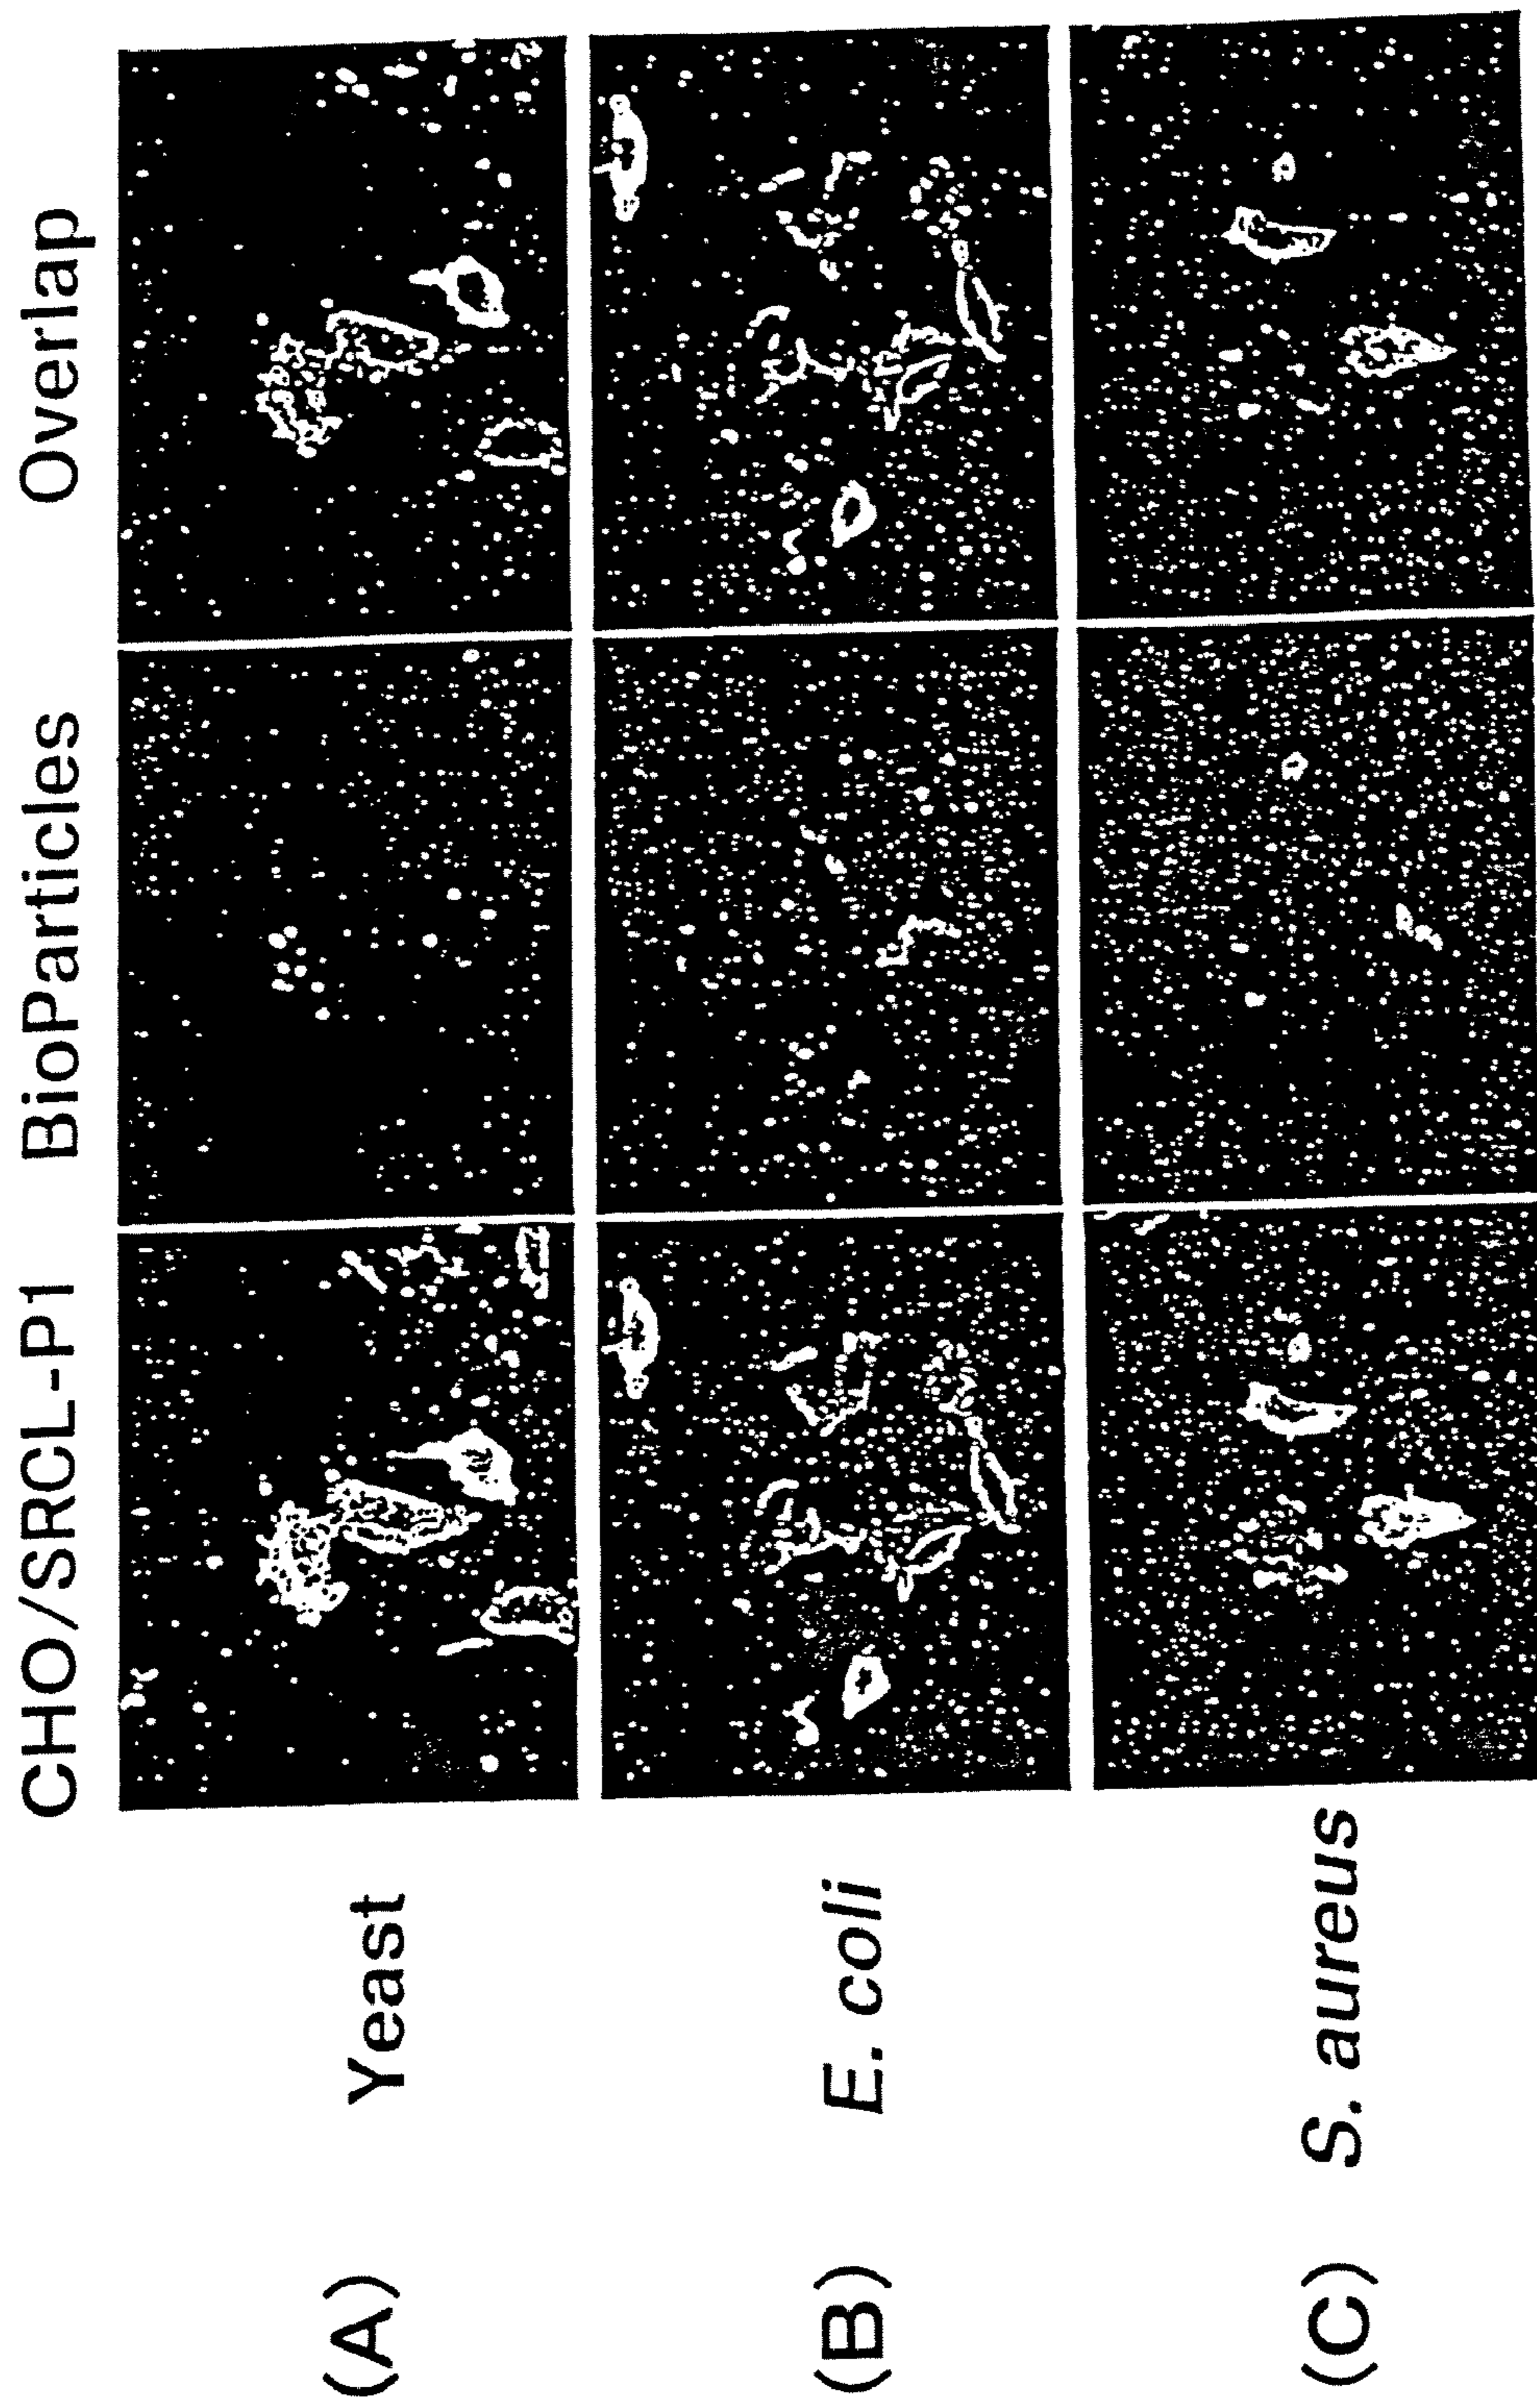 CHO/SRCL-P1 BioParticles Overlap
(A) Yeast
(B) E. coli
(C) S. aureus